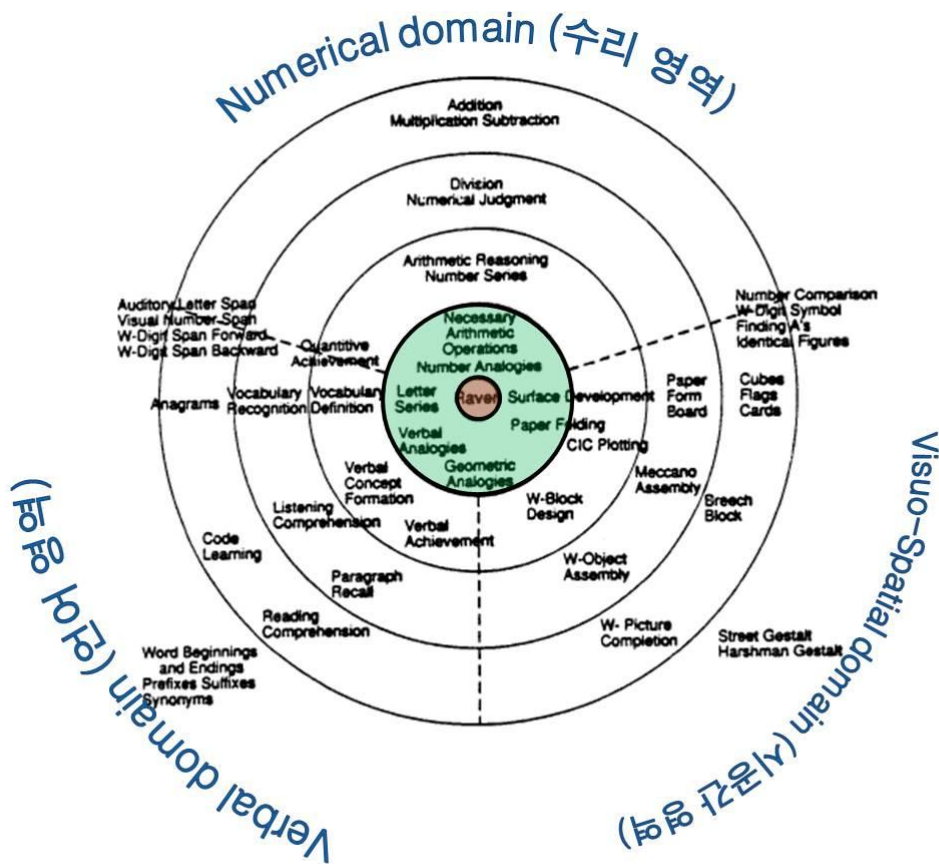 Numerical domain (수리 영역)
Addition
Multiplication Subtraction
Division
Numerical Judgment
Arithmetic Reasoning
Number Series
Auditory Letter Span
Visual Number Span
W-Digit Span Forward
W-Digit Span Backward
Number Comparison
W-Digit Symbol
Finding A's
Identical Figures
Necessary
Arithmetic
Operations
Number Analogies
Quantitive
Achievement
Anagrams
Vocabulary
Recognition
Vocabulary
Definition
Letter
Series
Raven
Surface Development
Paper
Form
Board
Cubes
Flags
Cards
Paper Folding
CIC Plotting
Verbal
Analogies
Geometric
Analogies
Verbal
Concept
Formation
W-Block
Design
Meccano
Assembly
Breech
Block
Listening
Comprehension
Verbal
Achievement
Code
Learning
W-Object
Assembly
Paragraph
Recall
Reading
Comprehension
W- Picture
Completion
Street Gestalt
Harshman Gestalt
Word Beginnings
and Endings
Prefixes Suffixes
Synonyms
Verbal domain (언어 영역)
Visuo-Spatial domain (시공간 영역)